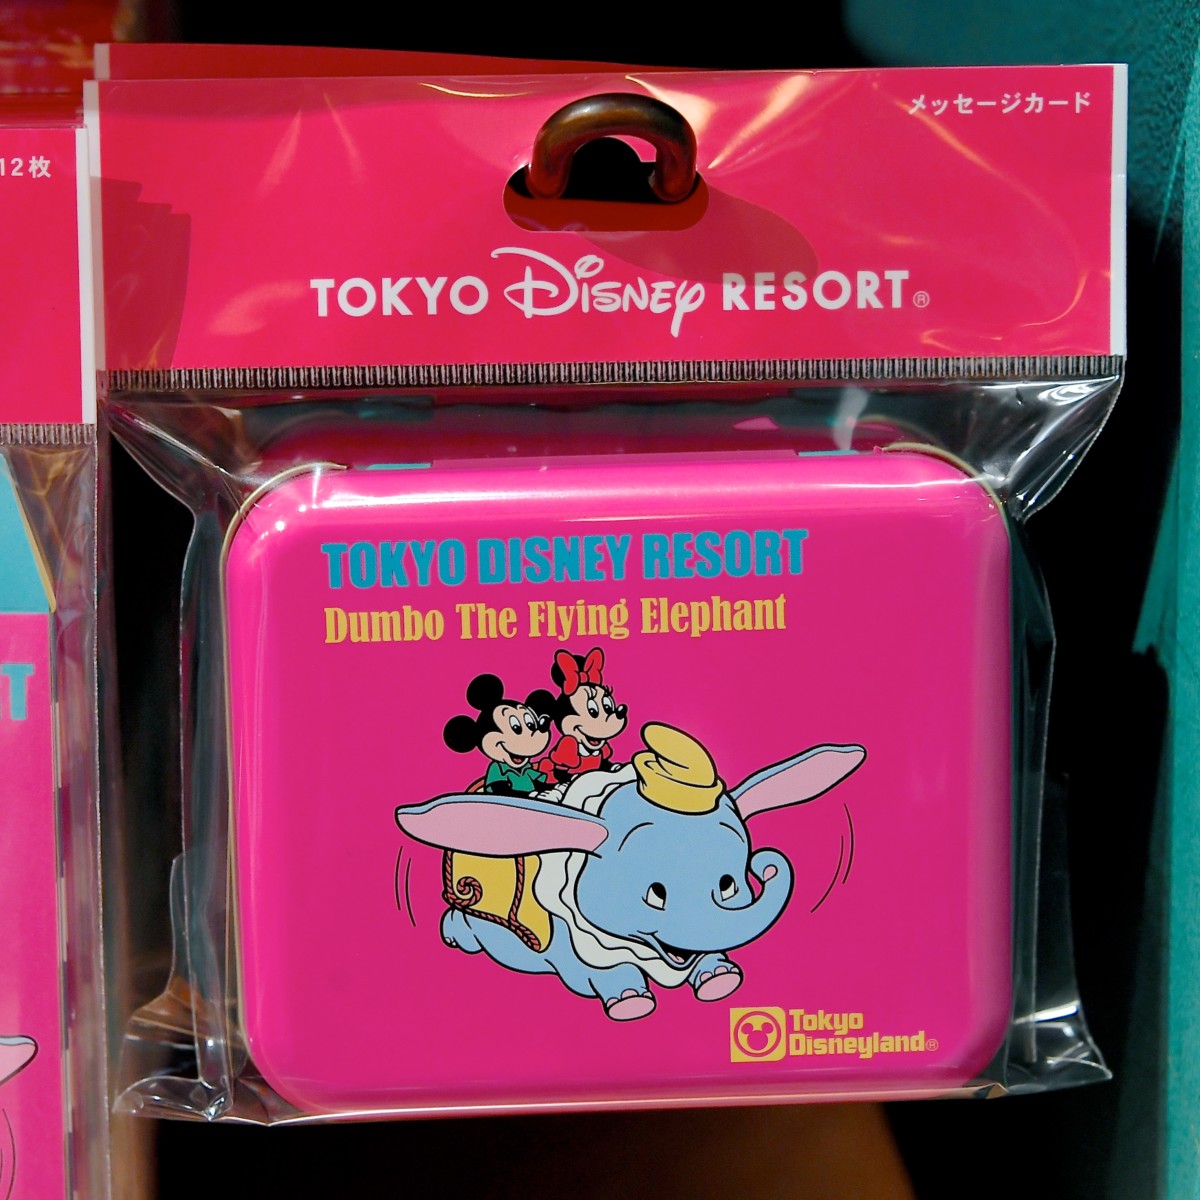 メッセージカード
12枚
TOKYO Disney RESORT®
TOKYO DISNEY RESORT
Dumbo The Flying Elephant
T
Tokyo
Disneyland®